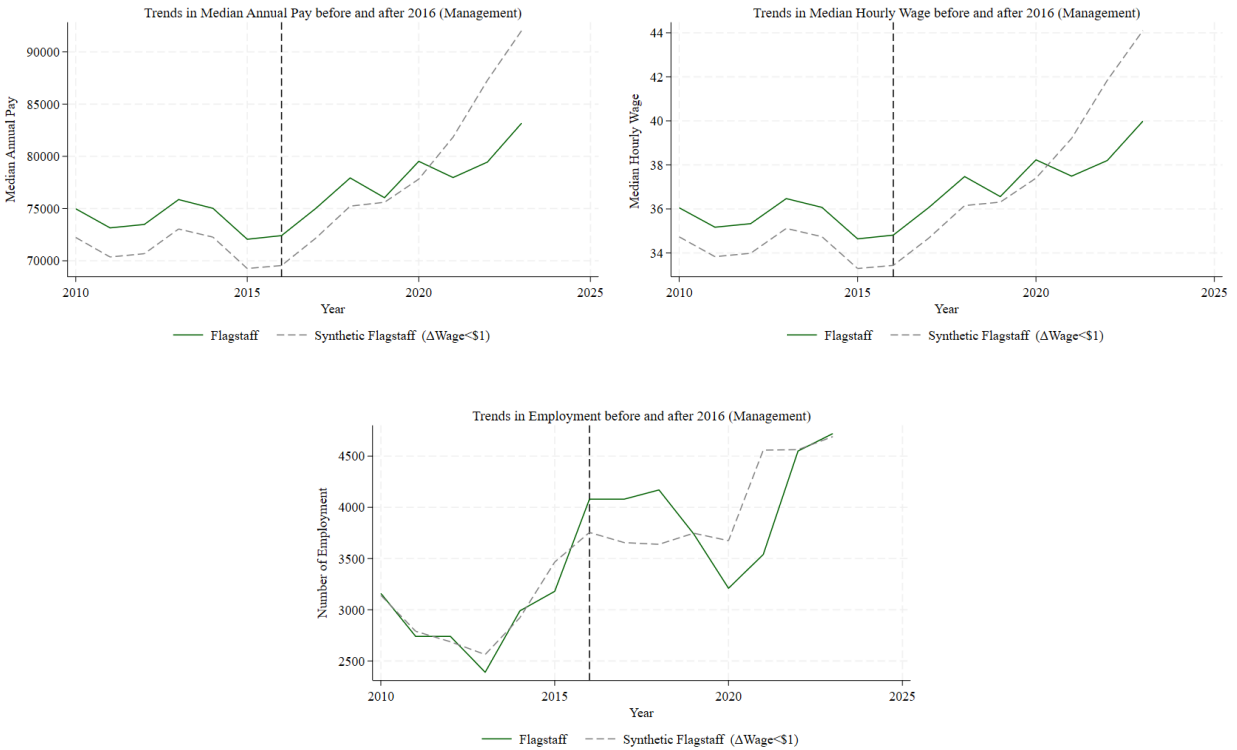 Trends in Median Annual Pay before and after 2016 (Management)
Median Annual Pay
90000
85000
80000
75000
70000
2010
2015
2020
2025
Year
Flagstaff
Synthetic Flagstaff (ΔWage<$1)
Trends in Median Hourly Wage before and after 2016 (Management)
Median Hourly Wage
44
42
40
38
36
34
2010
2015
2020
2025
Year
Flagstaff
Synthetic Flagstaff (ΔWage<$1)
Trends in Employment before and after 2016 (Management)
Number of Employment
4500
4000
3500
3000
2500
2010
2015
2020
2025
Year
Flagstaff
Synthetic Flagstaff (ΔWage<$1)